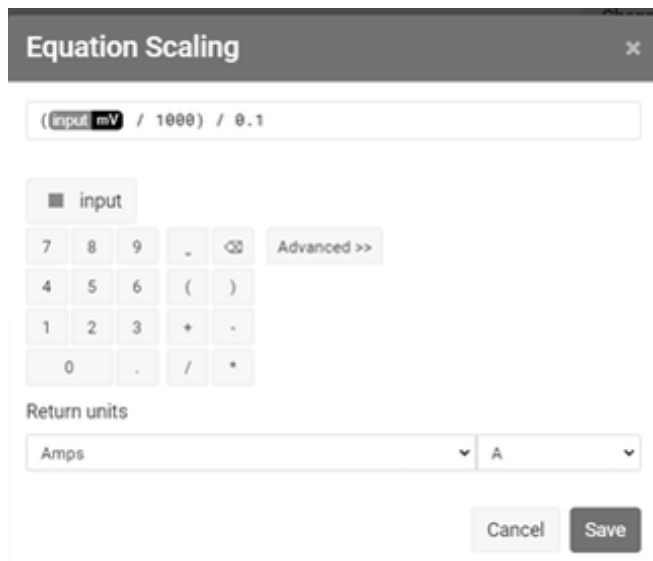 Equation Scaling ×
(input mV / 1000) / 0.1
input
7 8 9 _ ⌫ Advanced >>
4 5 6 ( )
1 2 3 + -
0 . / *
Return units
Amps A
Cancel Save